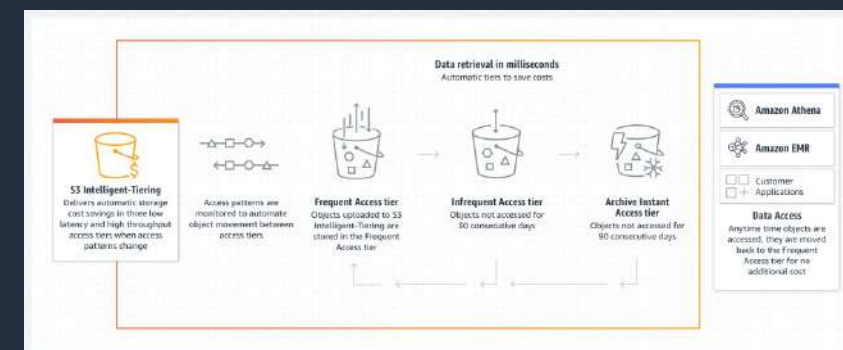 Data retrieval in milliseconds
Automatic tiers to save costs
S3 Intelligent-Tiering
Delivers automatic storage
cost savings in three low
latency and high throughput
access tiers when access
patterns change
Access patterns are
monitored to automate
object movement between
access tiers
Frequent Access tier
Objects uploaded to S3
Intelligent-Tiering are
stored in the Frequent
Access tier
Infrequent Access tier
Objects not accessed for
30 consecutive days
Archive Instant
Access tier
Objects not accessed for
90 consecutive days
Amazon Athena
Amazon EMR
Customer
Applications
Data Access
Anytime time objects are
accessed, they are moved
back to the Frequent
Access tier for no
additional cost